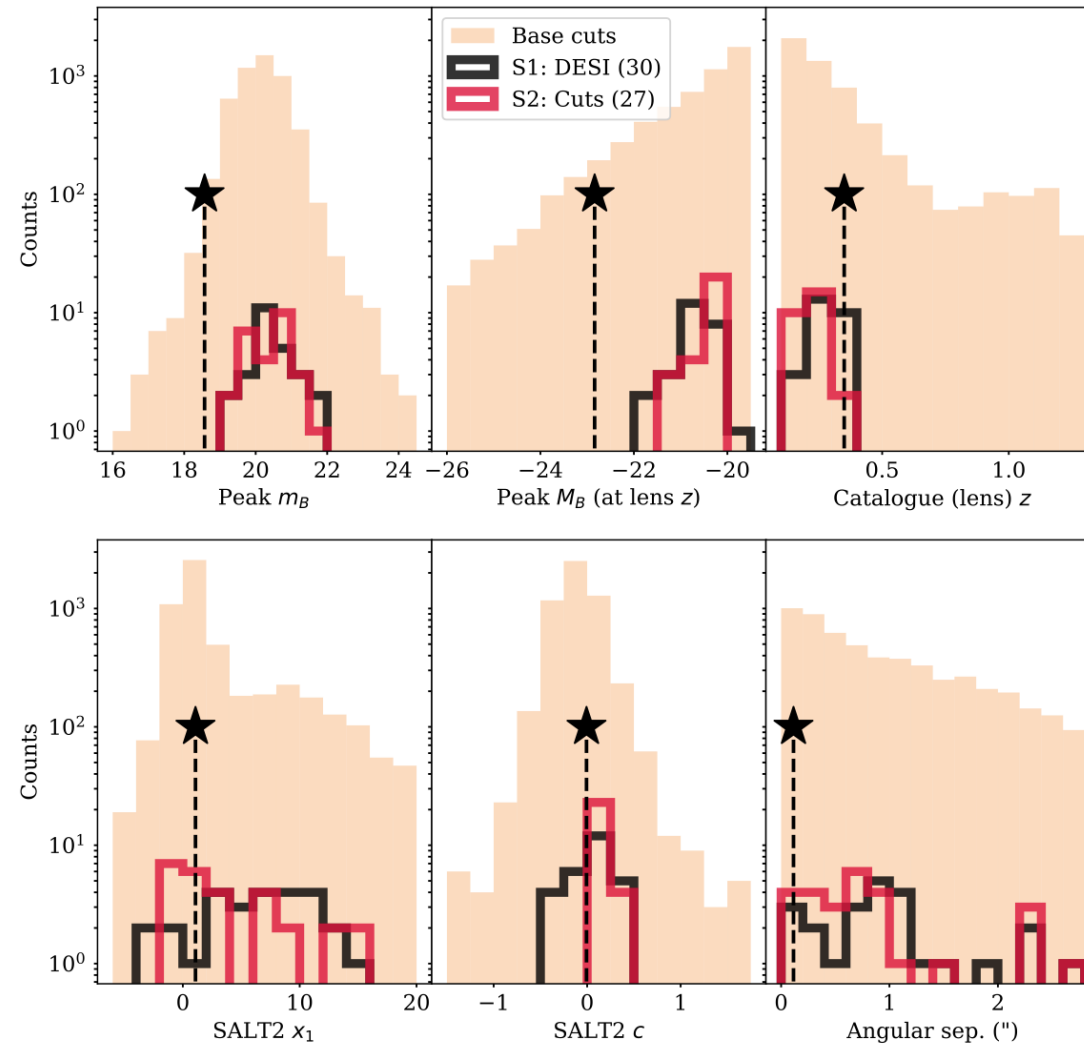 Base cuts
S1: DESI (30)
S2: Cuts (27)
Counts
10³
10²
10¹
10⁰
16 18 20 22 24
−26 −24 −22 −20
0.5 1.0
Peak m_B
Peak M_B (at lens z)
Catalogue (lens) z
Counts
10³
10²
10¹
10⁰
0 10 20
−1 0 1
0 1 2
SALT2 x₁
SALT2 c
Angular sep. (")